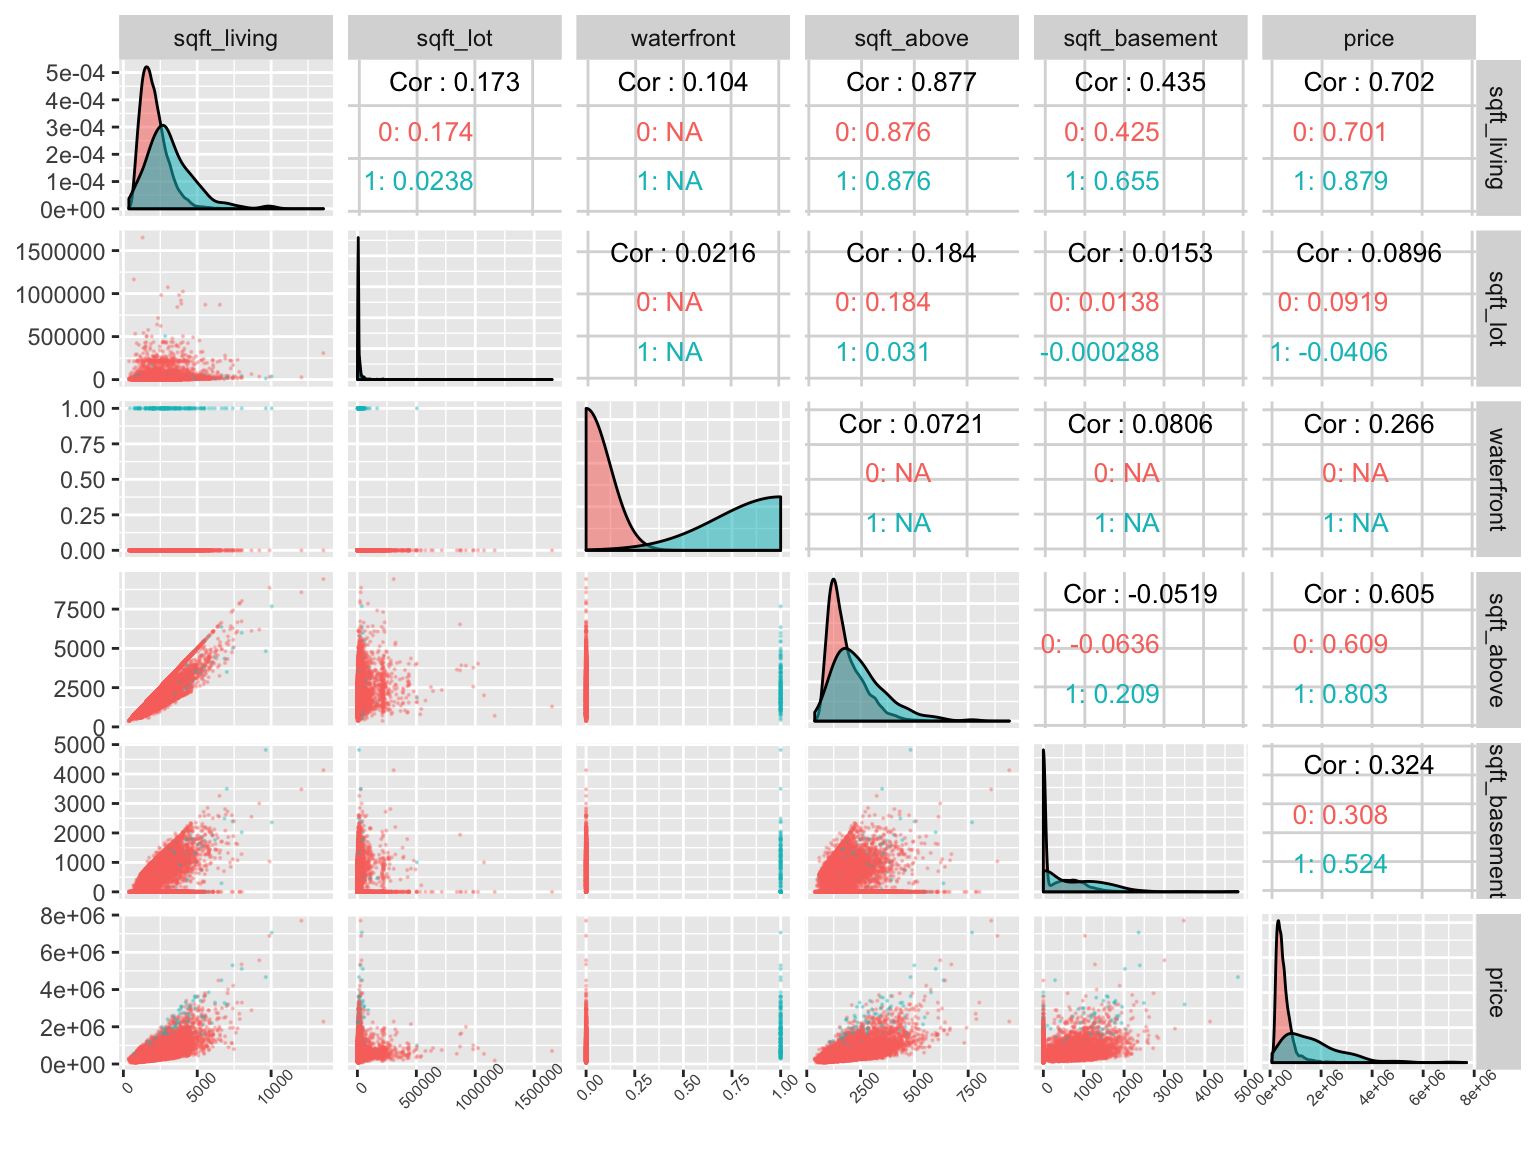 sqft_living sqft_lot waterfront sqft_above sqft_basement price
5e-04
4e-04
3e-04
2e-04
1e-04
0e+00
Cor : 0.173 Cor : 0.104 Cor : 0.877 Cor : 0.435 Cor : 0.702
0: 0.174 0: NA 0: 0.876 0: 0.425 0: 0.701
1: 0.0238 1: NA 1: 0.876 1: 0.655 1: 0.879
sqft_living
1500000
1000000
500000
0
Cor : 0.0216 Cor : 0.184 Cor : 0.0153 Cor : 0.0896
0: NA 0: 0.184 0: 0.0138 0: 0.0919
1: NA 1: 0.031 -0.000288 1: -0.0406
sqft_lot
1.00
0.75
0.50
0.25
0.00
Cor : 0.0721 Cor : 0.0806 Cor : 0.266
0: NA 0: NA 0: NA
1: NA 1: NA 1: NA
waterfront
7500
5000
2500
0
Cor : -0.0519 Cor : 0.605
0: -0.0636 0: 0.609
1: 0.209 1: 0.803
sqft_above
5000
4000
3000
2000
1000
0
Cor : 0.324
0: 0.308
1: 0.524
sqft_basement
8e+06
6e+06
4e+06
2e+06
0e+00
price
0 5000 10000 0 500000 1000000 1500000 0.00 0.25 0.50 0.75 1.00 0 2500 5000 7500 0 1000 2000 3000 4000 5000 0e+00 2e+06 4e+06 6e+06 8e+06